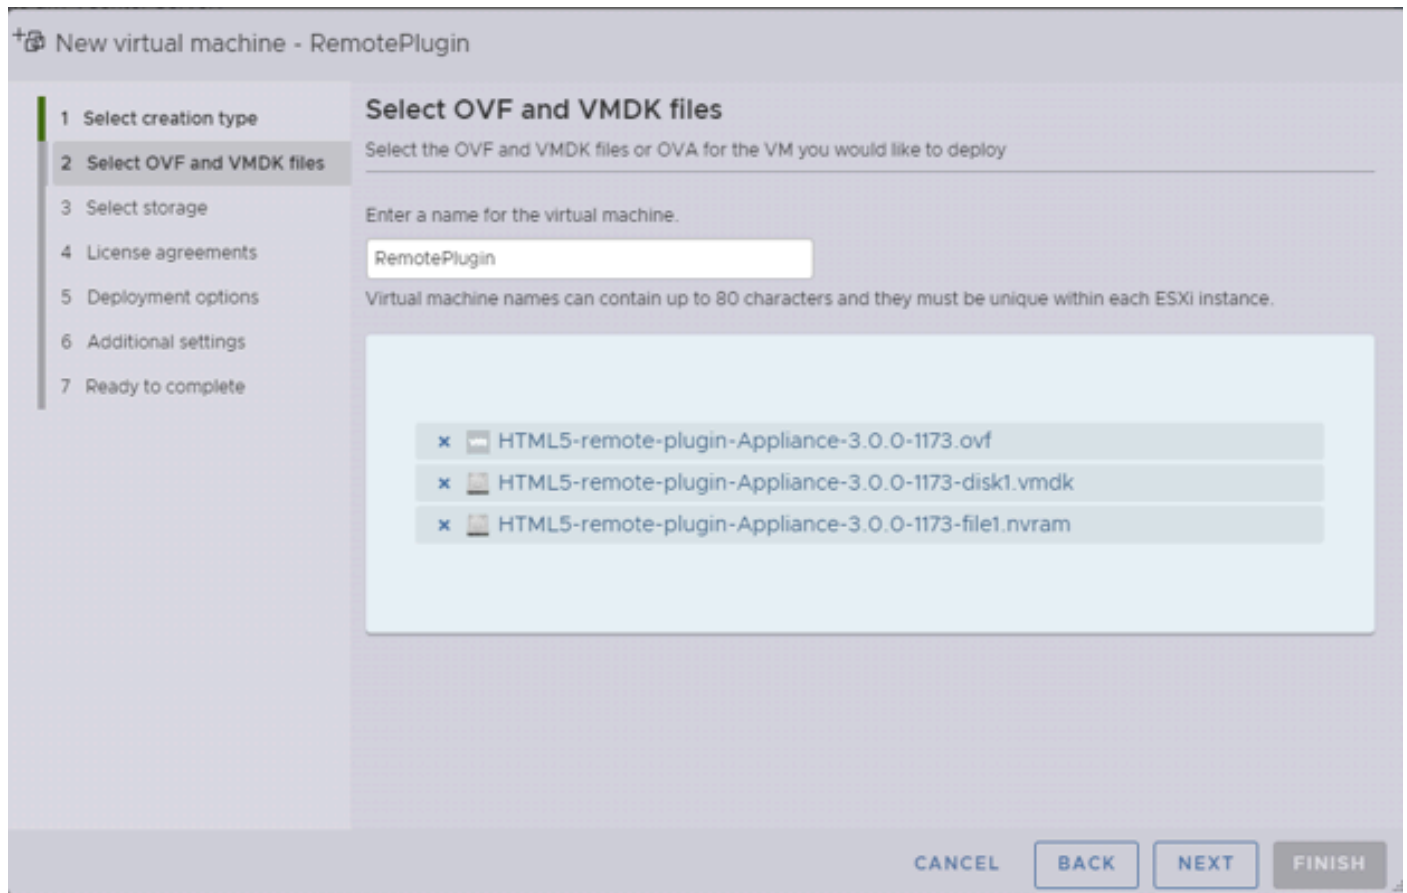 New virtual machine - RemotePlugin
1 Select creation type
2 Select OVF and VMDK files
3 Select storage
4 License agreements
5 Deployment options
6 Additional settings
7 Ready to complete
Select OVF and VMDK files
Select the OVF and VMDK files or OVA for the VM you would like to deploy
Enter a name for the virtual machine.
RemotePlugin
Virtual machine names can contain up to 80 characters and they must be unique within each ESXi instance.
× HTML5-remote-plugin-Appliance-3.0.0-1173.ovf
× HTML5-remote-plugin-Appliance-3.0.0-1173-disk1.vmdk
× HTML5-remote-plugin-Appliance-3.0.0-1173-file1.nvram
CANCEL BACK NEXT FINISH